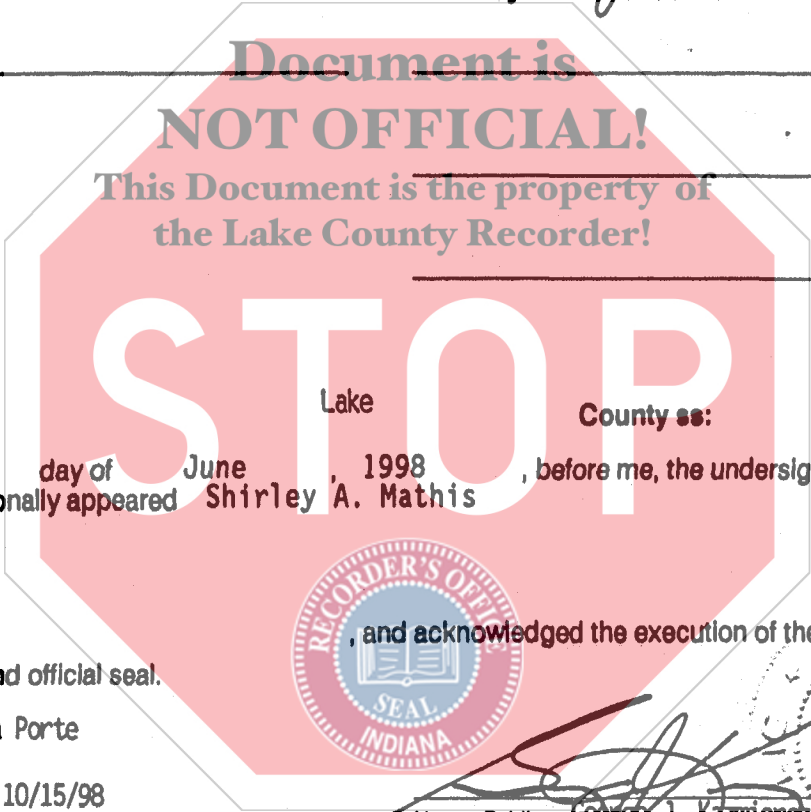 Document is
NOT OFFICIAL!
This Document is the property of
the Lake County Recorder!
STOP
Lake County ss:
day of June , 1998 , before me, the undersig
onally appeared Shirley A. Mathis
RECORDER'S OFFICE
, and acknowledged the execution of the
SEAL
INDIANA
nd official seal.
Porte
10/15/98